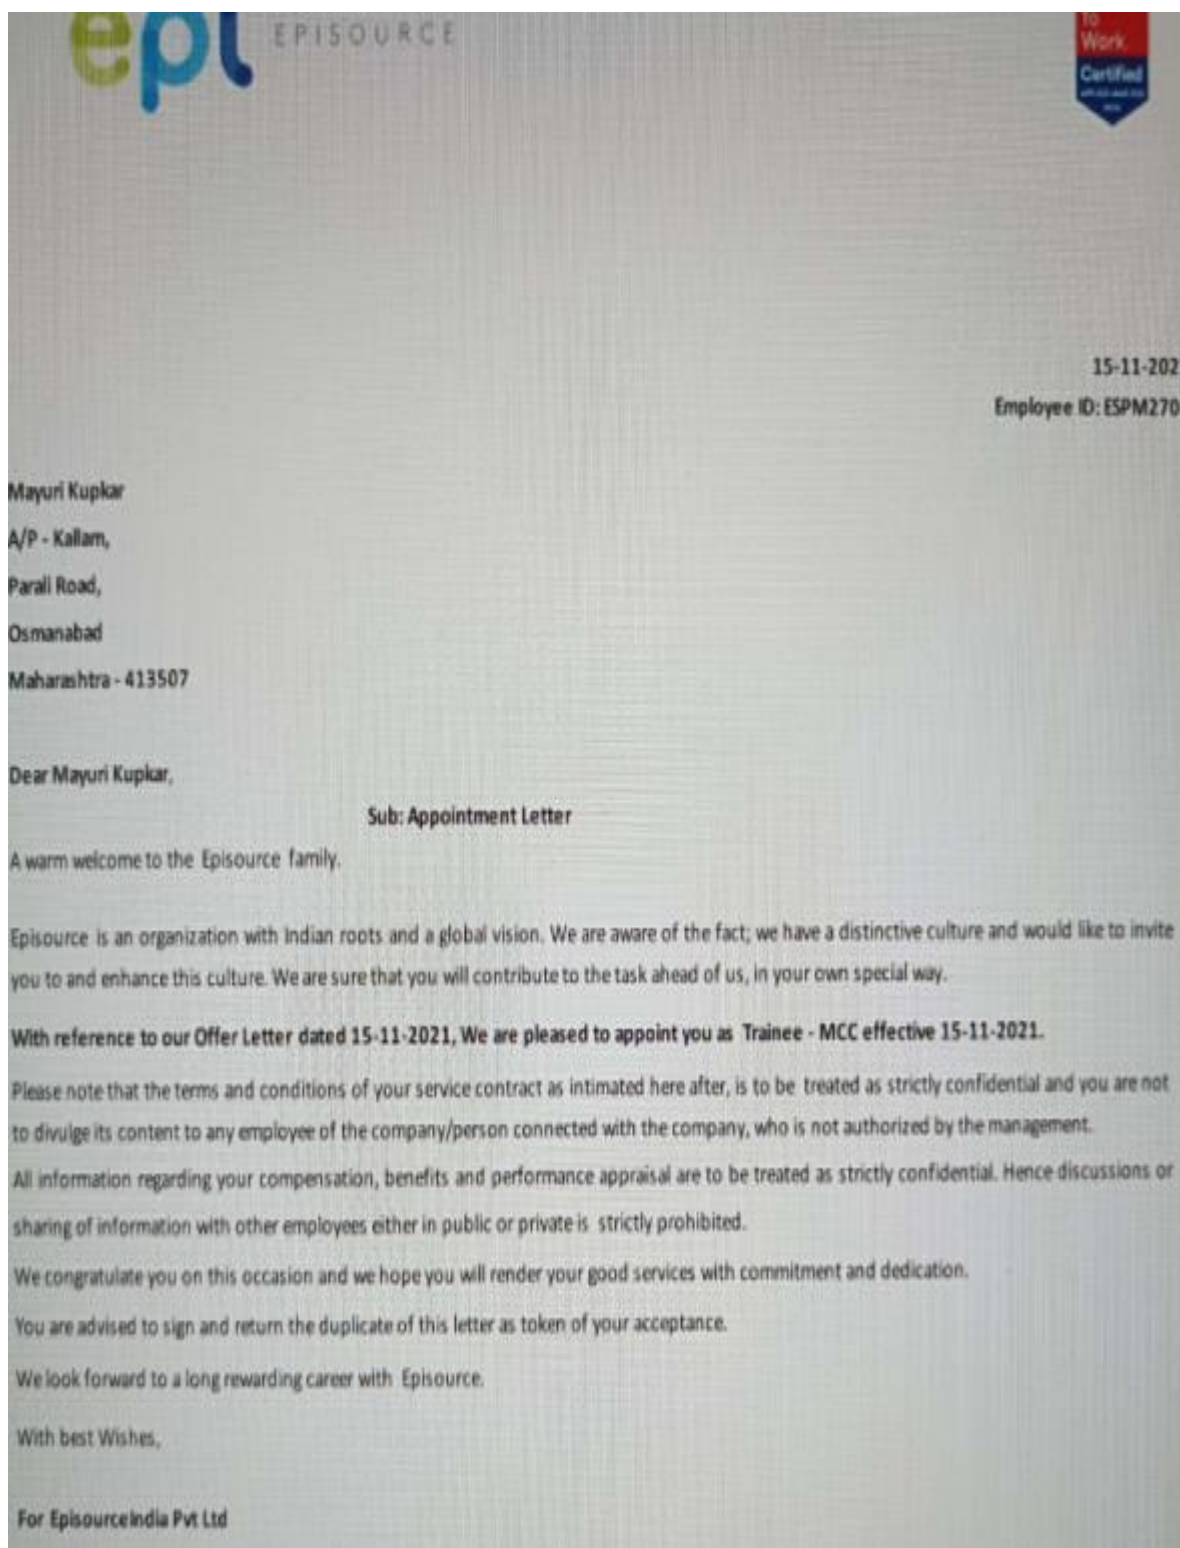 epi EPISOURCE
To
Work.
Certified
15-11-202
Employee ID: ESPM270
Mayuri Kupkar
A/P - Kallam,
Parali Road,
Osmanabad
Maharashtra - 413507
Dear Mayuri Kupkar,
Sub: Appointment Letter
A warm welcome to the Episource family.
Episource is an organization with Indian roots and a global vision. We are aware of the fact; we have a distinctive culture and would like to invite
you to and enhance this culture. We are sure that you will contribute to the task ahead of us, in your own special way.
With reference to our Offer Letter dated 15-11-2021, We are pleased to appoint you as Trainee - MCC effective 15-11-2021.
Please note that the terms and conditions of your service contract as intimated here after, is to be treated as strictly confidential and you are not
to divulge its content to any employee of the company/person connected with the company, who is not authorized by the management.
All information regarding your compensation, benefits and performance appraisal are to be treated as strictly confidential. Hence discussions or
sharing of information with other employees either in public or private is strictly prohibited.
We congratulate you on this occasion and we hope you will render your good services with commitment and dedication.
You are advised to sign and return the duplicate of this letter as token of your acceptance.
We look forward to a long rewarding career with Episource.
With best Wishes,
For Episource India Pvt Ltd